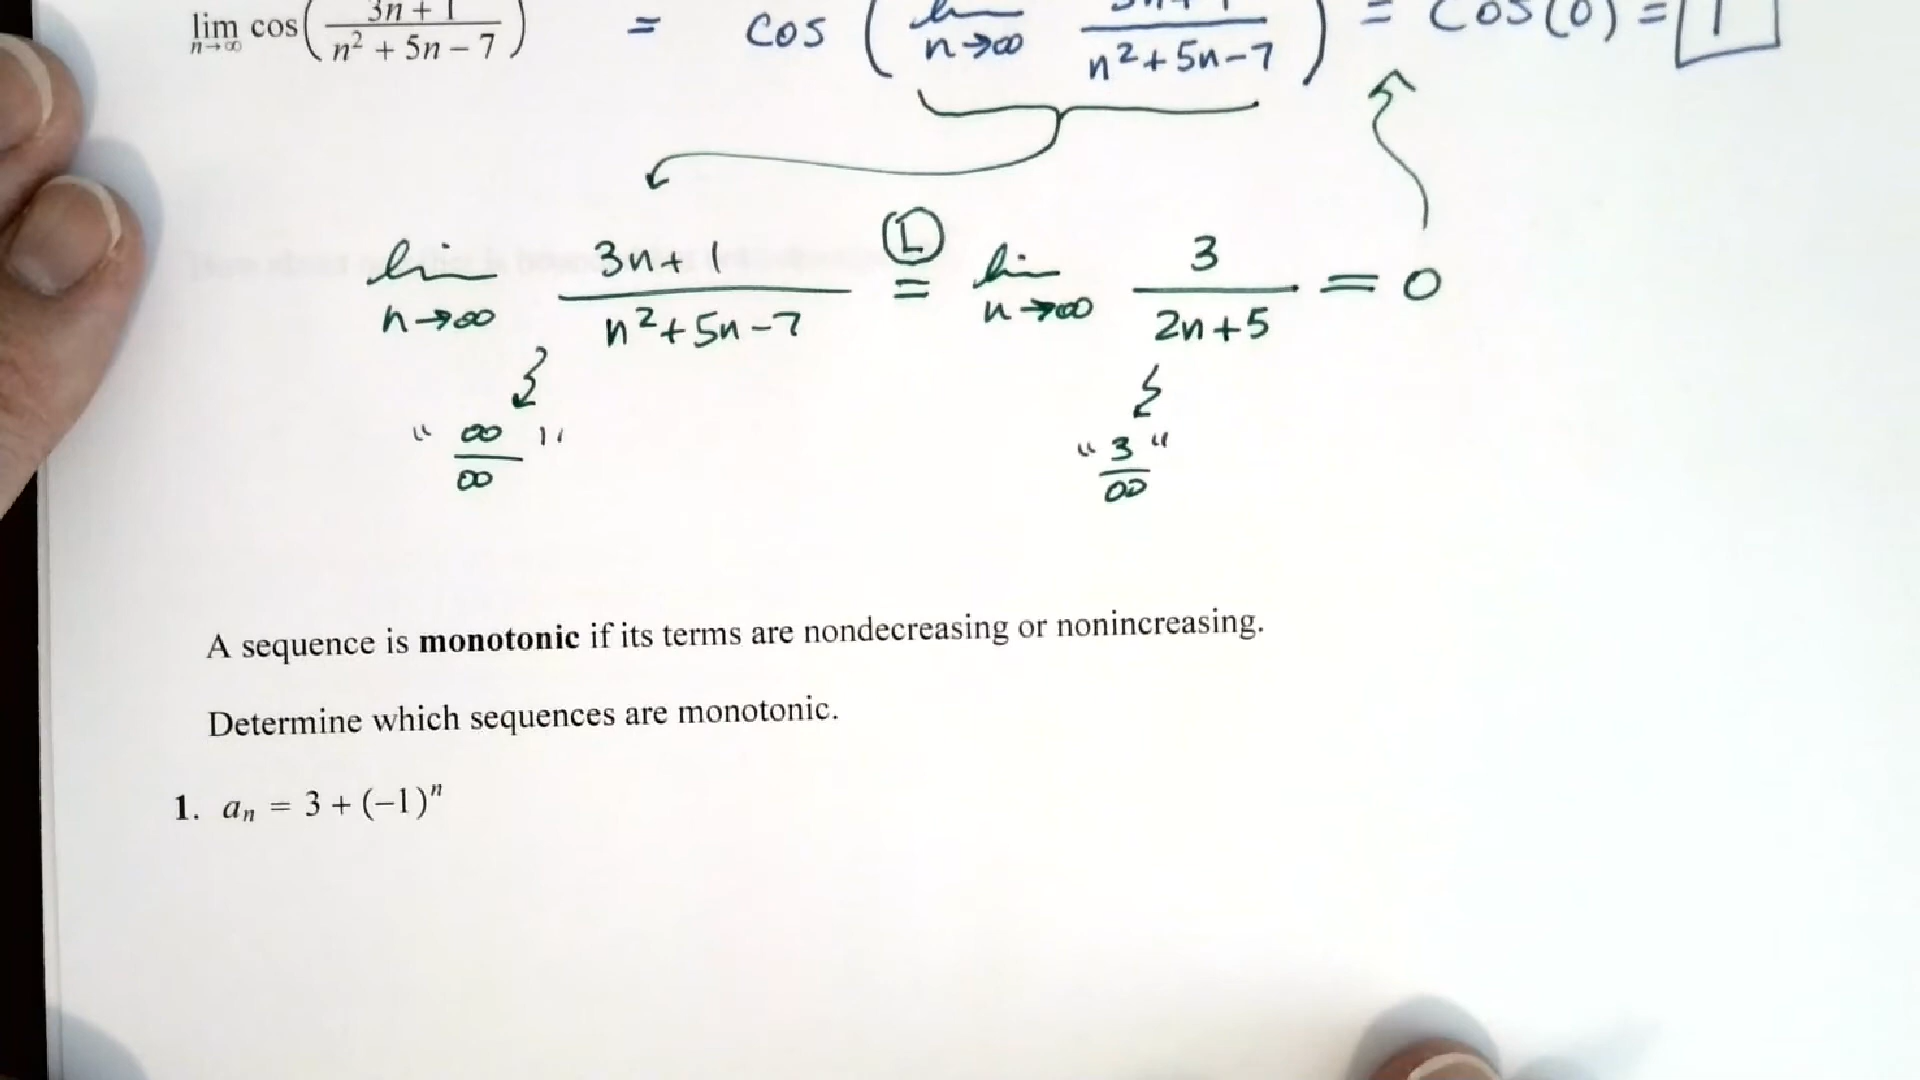 lim n→∞ cos( 3n + 1 / n² + 5n − 7 ) = cos ( lim n→∞ 3n+1 / n²+5n−7 ) = cos(0) = 1
lim n→∞ 3n+1 / n²+5n−7 Ⓛ = lim n→∞ 3 / 2n+5 = 0
" ∞ / ∞ " " 3 / ∞ "
A sequence is monotonic if its terms are nondecreasing or nonincreasing.
Determine which sequences are monotonic.
1. aₙ = 3 + (−1)ⁿ